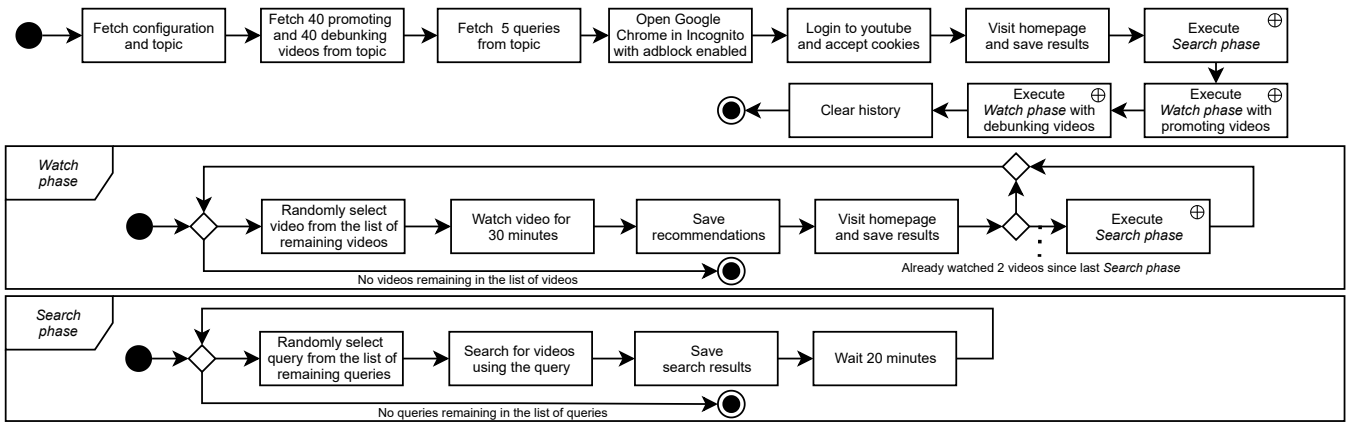 Fetch configuration
and topic
Fetch 40 promoting
and 40 debunking
videos from topic
Fetch 5 queries
from topic
Open Google
Chrome in Incognito
with adblock enabled
Login to youtube
and accept cookies
Visit homepage
and save results
Execute
Search phase
Execute
Watch phase with
promoting videos
Execute
Watch phase with
debunking videos
Clear history
Watch
phase
Randomly select
video from the list of
remaining videos
Watch video for
30 minutes
Save
recommendations
Visit homepage
and save results
Execute
Search phase
Already watched 2 videos since last Search phase
No videos remaining in the list of videos
Search
phase
Randomly select
query from the list of
remaining queries
Search for videos
using the query
Save
search results
Wait 20 minutes
No queries remaining in the list of queries